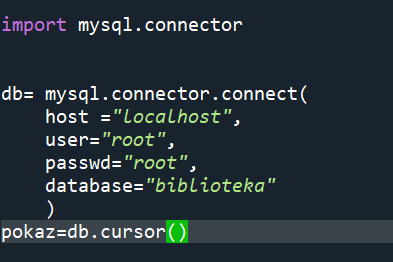 import mysql.connector
db= mysql.connector.connect(
    host ="localhost",
    user="root",
    passwd="root",
    database="biblioteka"
    )
pokaz=db.cursor()